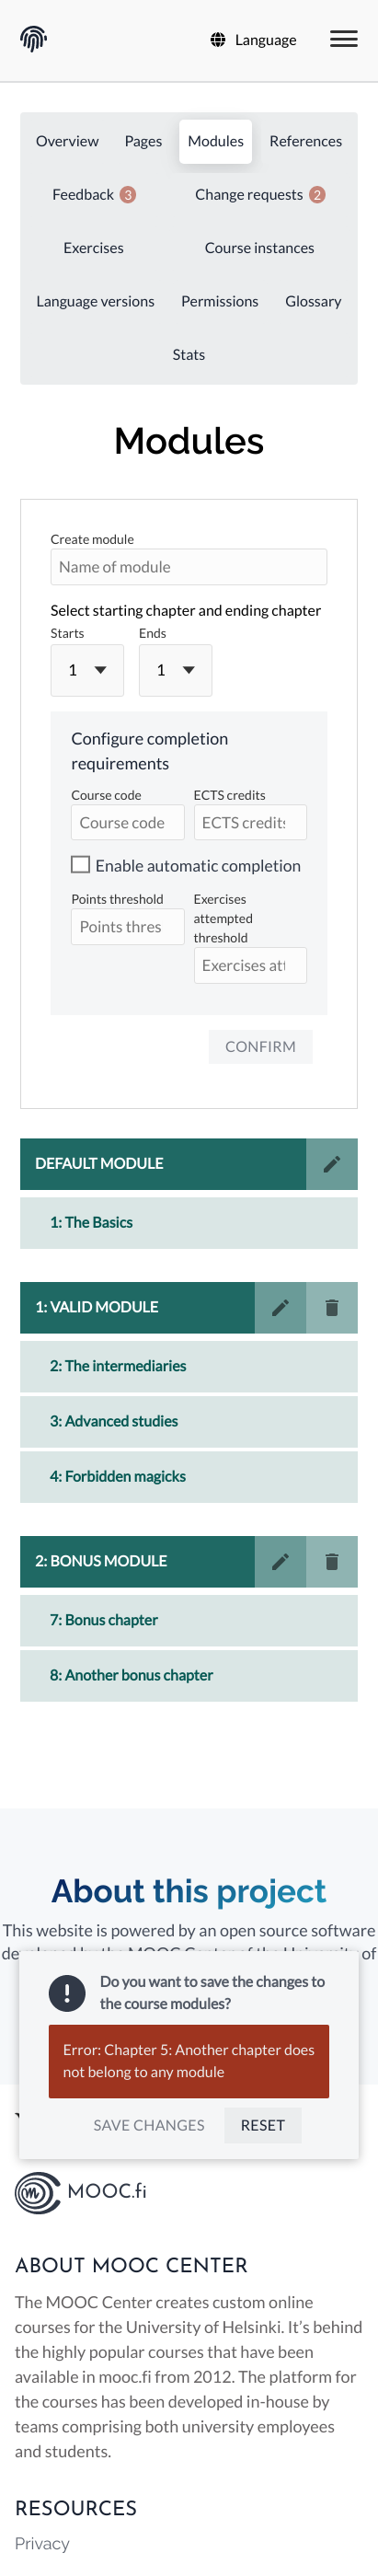 Language
Overview Pages Modules References
Feedback 3 Change requests 2
Exercises Course instances
Language versions Permissions Glossary
Stats
Modules
Create module
Name of module
Select starting chapter and ending chapter
Starts Ends
1 1
Configure completion
requirements
Course code ECTS credits
Course code ECTS credits
Enable automatic completion
Points threshold Exercises
attempted
threshold
Points thres
Exercises att
CONFIRM
DEFAULT MODULE
1: The Basics
1: VALID MODULE
2: The intermediaries
3: Advanced studies
4: Forbidden magicks
2: BONUS MODULE
7: Bonus chapter
8: Another bonus chapter
About this project
This website is powered by an open source software
developed by the MOOC Center of the University of
Do you want to save the changes to
the course modules?
Error: Chapter 5: Another chapter does
not belong to any module
SAVE CHANGES RESET
MOOC.fi
ABOUT MOOC CENTER
The MOOC Center creates custom online
courses for the University of Helsinki. It's behind
the highly popular courses that have been
available in mooc.fi from 2012. The platform for
the courses has been developed in-house by
teams comprising both university employees
and students.
RESOURCES
Privacy